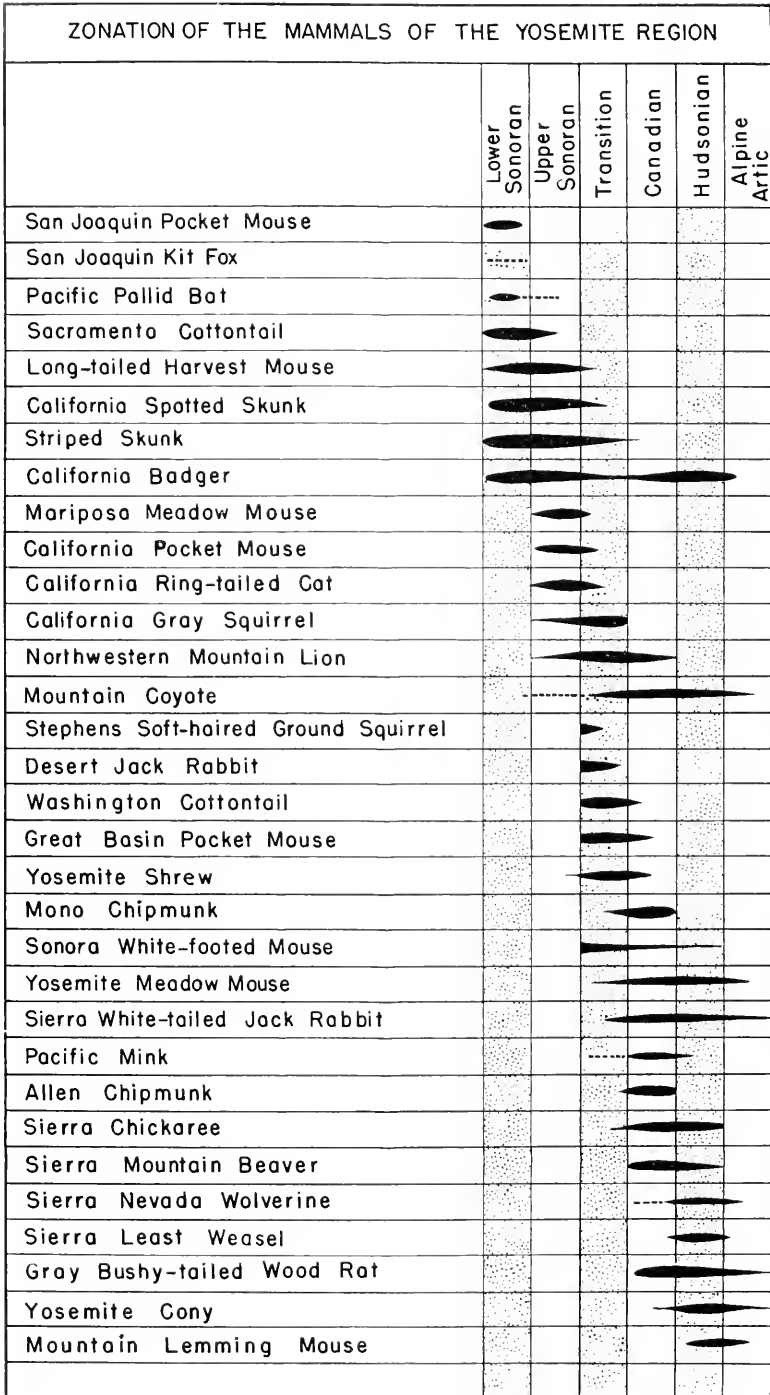 ZONATION OF THE MAMMALS OF THE YOSEMITE REGION
Lower
Sonoran
Upper
Sonoran
Transition
Canadian
Hudsonian
Alpine
Artic
San Joaquin Pocket Mouse
San Joaquin Kit Fox
Pacific Pallid Bat
Sacramento Cottontail
Long-tailed Harvest Mouse
California Spotted Skunk
Striped Skunk
California Badger
Mariposa Meadow Mouse
California Pocket Mouse
California Ring-tailed Cat
California Gray Squirrel
Northwestern Mountain Lion
Mountain Coyote
Stephens Soft-haired Ground Squirrel
Desert Jack Rabbit
Washington Cottontail
Great Basin Pocket Mouse
Yosemite Shrew
Mono Chipmunk
Sonora White-footed Mouse
Yosemite Meadow Mouse
Sierra White-tailed Jack Rabbit
Pacific Mink
Allen Chipmunk
Sierra Chickaree
Sierra Mountain Beaver
Sierra Nevada Wolverine
Sierra Least Weasel
Gray Bushy-tailed Wood Rat
Yosemite Cony
Mountain Lemming Mouse